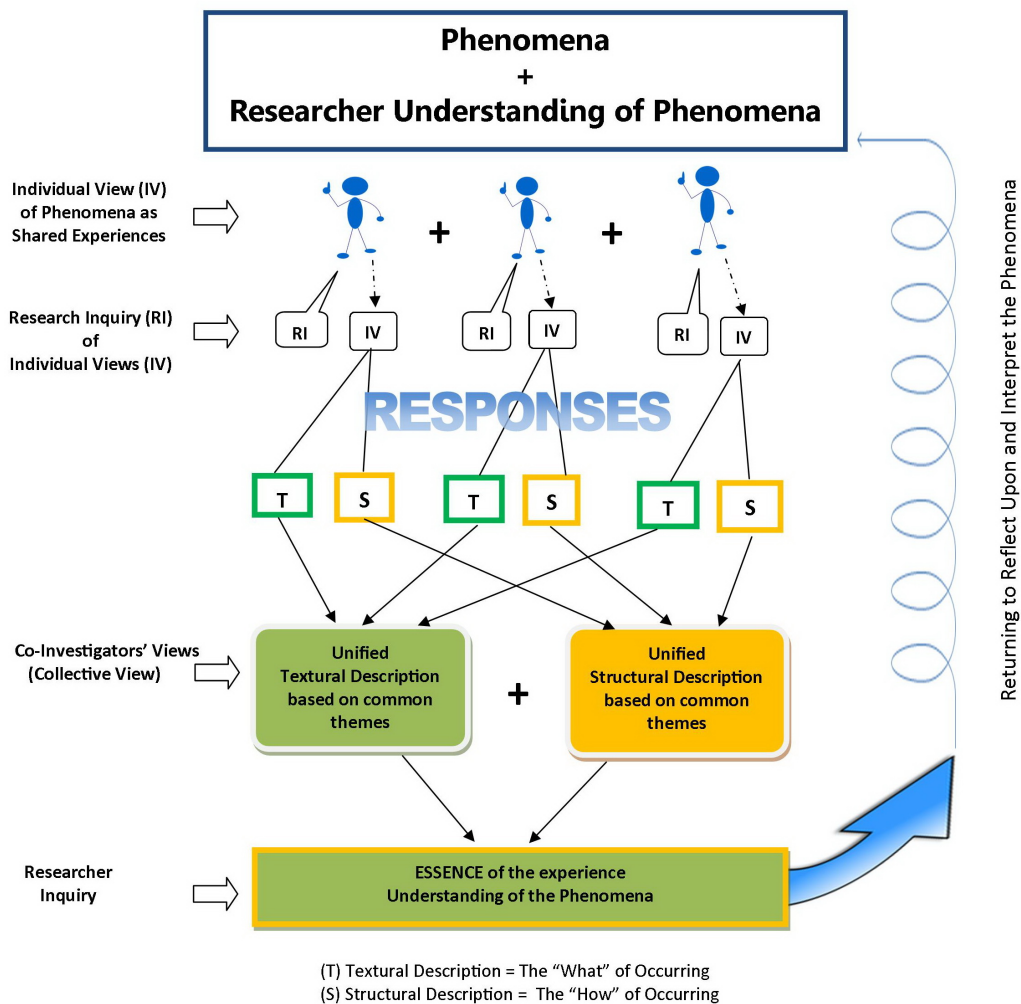 Phenomena
+
Researcher Understanding of Phenomena
Individual View (IV)
of Phenomena as
Shared Experiences
+
+
Research Inquiry (RI)
of
Individual Views (IV)
RI
IV
RI
IV
RI
IV
RESPONSES
T
S
T
S
T
S
Co-Investigators’ Views
(Collective View)
Unified
Textural Description
based on common
themes
+
Unified
Structural Description
based on common
themes
Researcher
Inquiry
ESSENCE of the experience
Understanding of the Phenomena
Returning to Reflect Upon and Interpret the Phenomena
(T) Textural Description = The “What” of Occurring
(S) Structural Description = The “How” of Occurring